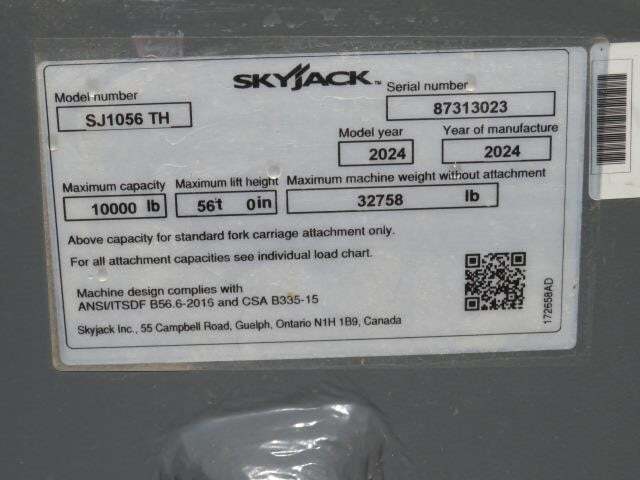 SKYJACK™
Model number
Serial number
SJ1056 TH
87313023
Model year
Year of manufacture
2024
2024
Maximum capacity
Maximum lift height
Maximum machine weight without attachment
10000 lb
56't 0in
32758 lb
Above capacity for standard fork carriage attachment only.
For all attachment capacities see individual load chart.
Machine design complies with
ANSI/ITSDF B56.6-2016 and CSA B335-15
Skyjack Inc., 55 Campbell Road, Guelph, Ontario N1H 1B9, Canada
172658AD